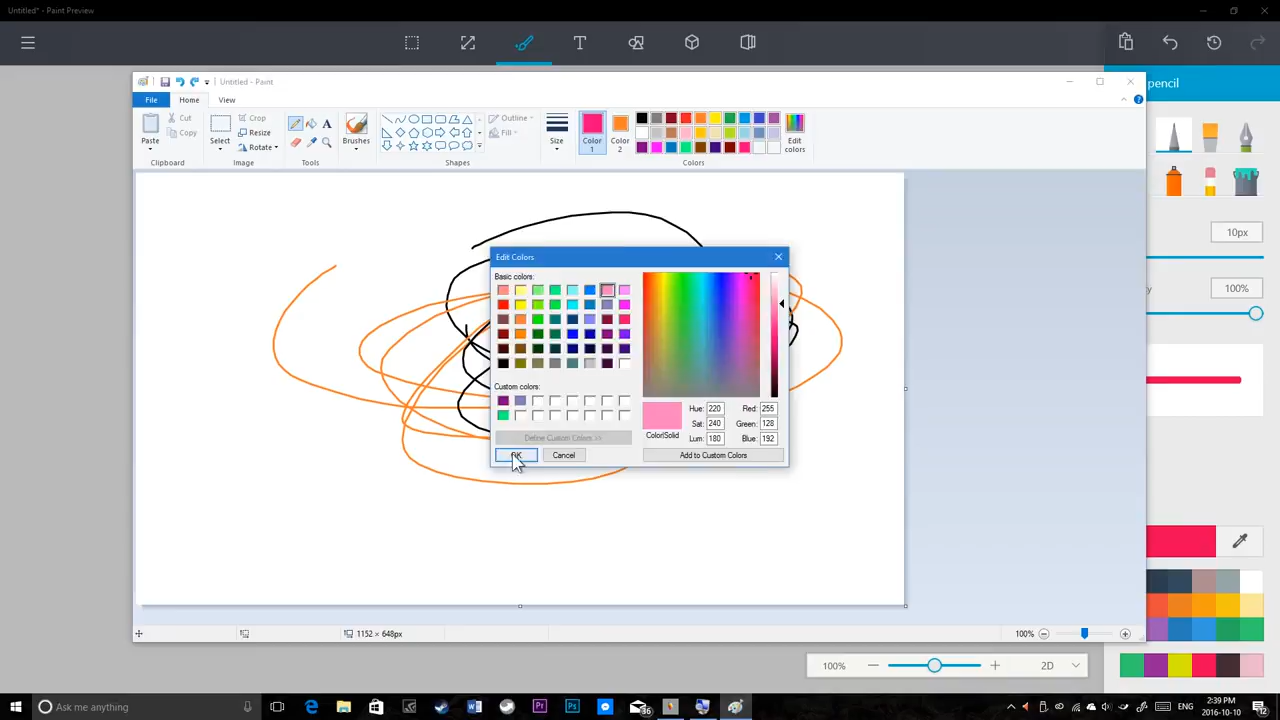 Untitled* - Paint Preview
Untitled - Paint
File Home View
Paste
Cut
Copy
Clipboard
Select
Crop
Resize
Rotate
Image
A
Tools
Brushes
Shapes
Outline
Fill
Size
Color 1
Color 2
Edit colors
Colors
pencil
10px
100%
Edit Colors
Basic colors:
Custom colors:
Define Custom Colors >>
OK
Cancel
Color|Solid
Hue: 220
Sat: 240
Lum: 180
Red: 255
Green: 128
Blue: 192
Add to Custom Colors
1152 × 648px
100%
100%
2D
Ask me anything
86
ENG
2:39 PM
2016-10-10
12